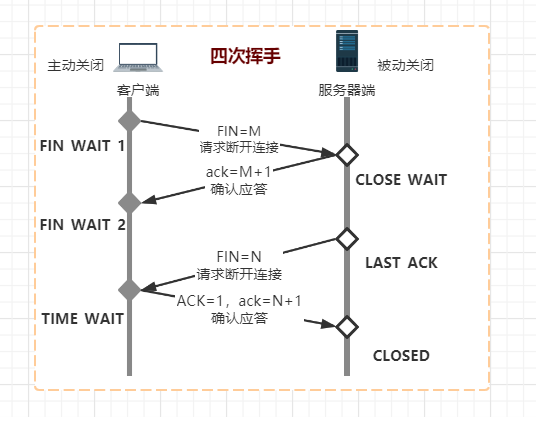 四次挥手
主动关闭
被动关闭
客户端
服务器端
FIN=M
请求断开连接
FIN WAIT 1
ack=M+1
确认应答
CLOSE WAIT
FIN WAIT 2
FIN=N
请求断开连接
LAST ACK
ACK=1，ack=N+1
确认应答
TIME WAIT
CLOSED